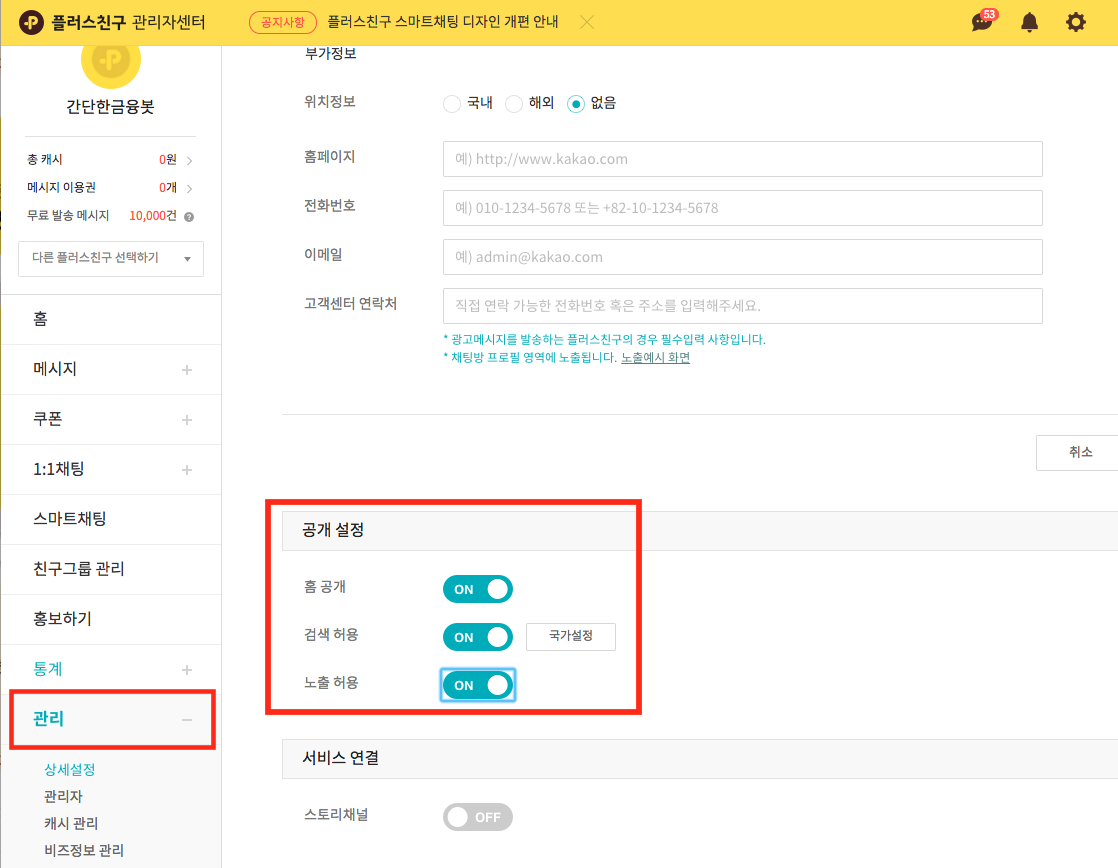 플러스친구 관리자센터
공지사항 플러스친구 스마트채팅 디자인 개편 안내
53
간단한금융봇
총 캐시 0원
메시지 이용권 0개
무료 발송 메시지 10,000건
다른 플러스친구 선택하기
홈
메시지
쿠폰
1:1채팅
스마트채팅
친구그룹 관리
홍보하기
통계
관리
상세설정
관리자
캐시 관리
비즈정보 관리
부가정보
위치정보 국내 해외 없음
홈페이지 예) http://www.kakao.com
전화번호 예) 010-1234-5678 또는 +82-10-1234-5678
이메일 예) admin@kakao.com
고객센터 연락처 직접 연락 가능한 전화번호 혹은 주소를 입력해주세요.
* 광고메시지를 발송하는 플러스친구의 경우 필수입력 사항입니다.
* 채팅방 프로필 영역에 노출됩니다. 노출예시 화면
취소
공개 설정
홈 공개 ON
검색 허용 ON 국가설정
노출 허용 ON
서비스 연결
스토리채널 OFF